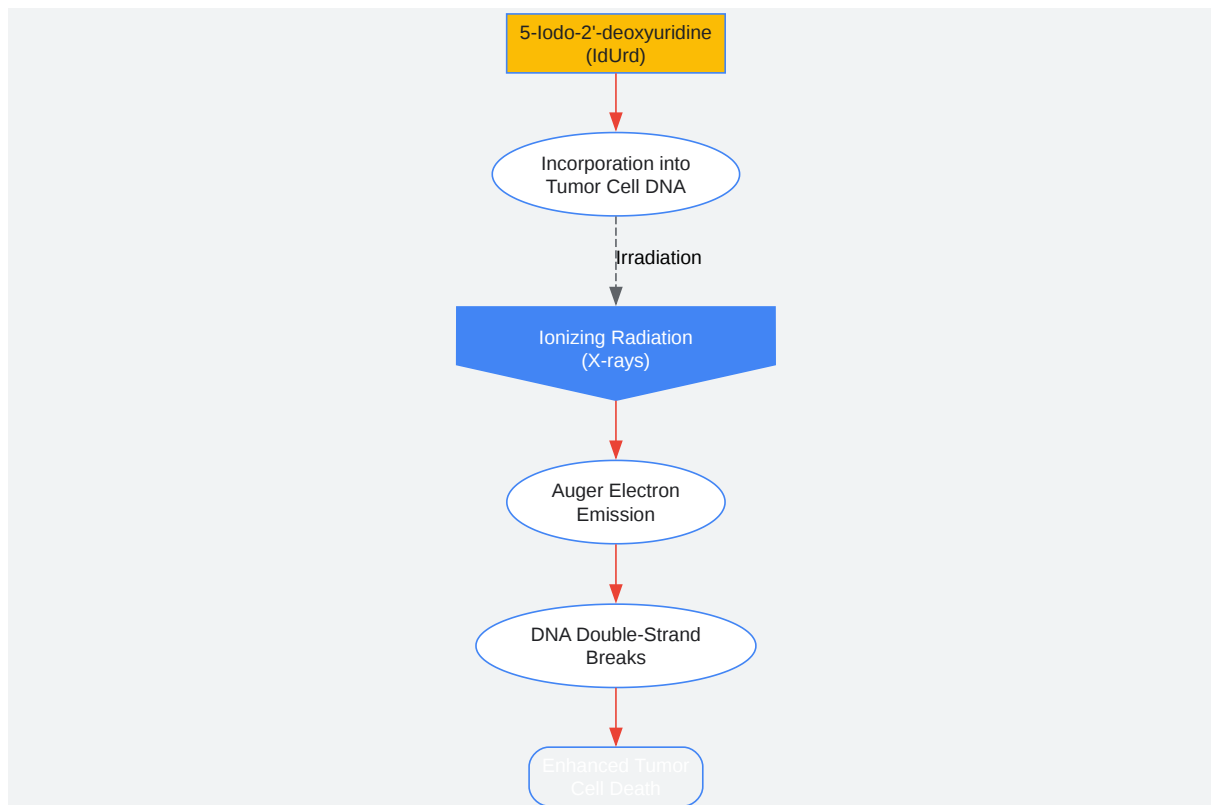 5-Iodo-2'-deoxyuridine
(IdUrd)
Incorporation into
Tumor Cell DNA
Irradiation
Ionizing Radiation
(X-rays)
Auger Electron
Emission
DNA Double-Strand
Breaks
Enhanced Tumor
Cell Death